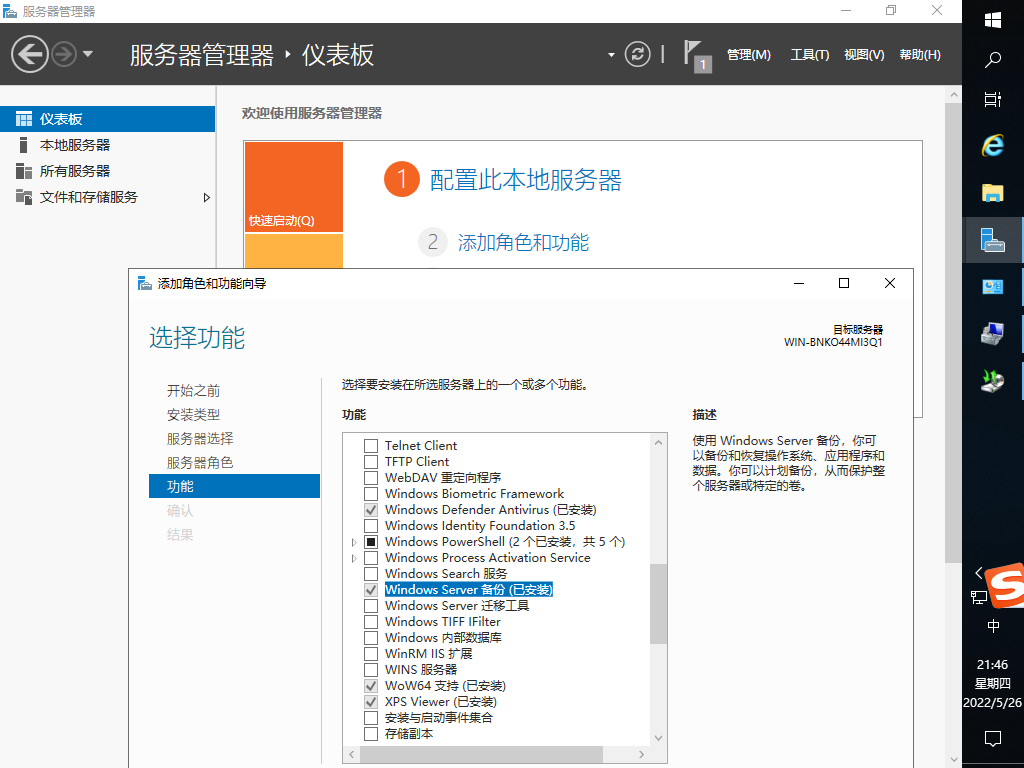 服务器管理器
服务器管理器 · 仪表板
1
管理(M) 工具(T) 视图(V) 帮助(H)
仪表板
本地服务器
所有服务器
文件和存储服务
欢迎使用服务器管理器
快速启动(Q)
1 配置此本地服务器
2 添加角色和功能
添加角色和功能向导
选择功能
目标服务器
WIN-BNKO44MI3Q1
开始之前
安装类型
服务器选择
服务器角色
功能
确认
结果
选择要安装在所选服务器上的一个或多个功能。
功能
Telnet Client
TFTP Client
WebDAV 重定向程序
Windows Biometric Framework
Windows Defender Antivirus (已安装)
Windows Identity Foundation 3.5
Windows PowerShell (2 个已安装，共 5 个)
Windows Process Activation Service
Windows Search 服务
Windows Server 备份 (已安装)
Windows Server 迁移工具
Windows TIFF IFilter
Windows 内部数据库
WinRM IIS 扩展
WINS 服务器
WoW64 支持 (已安装)
XPS Viewer (已安装)
安装与启动事件集合
存储副本
描述
使用 Windows Server 备份，你可
以备份和恢复操作系统、应用程序和
数据。你可以计划备份，从而保护整
个服务器或特定的卷。
中
21:46
星期四
2022/5/26